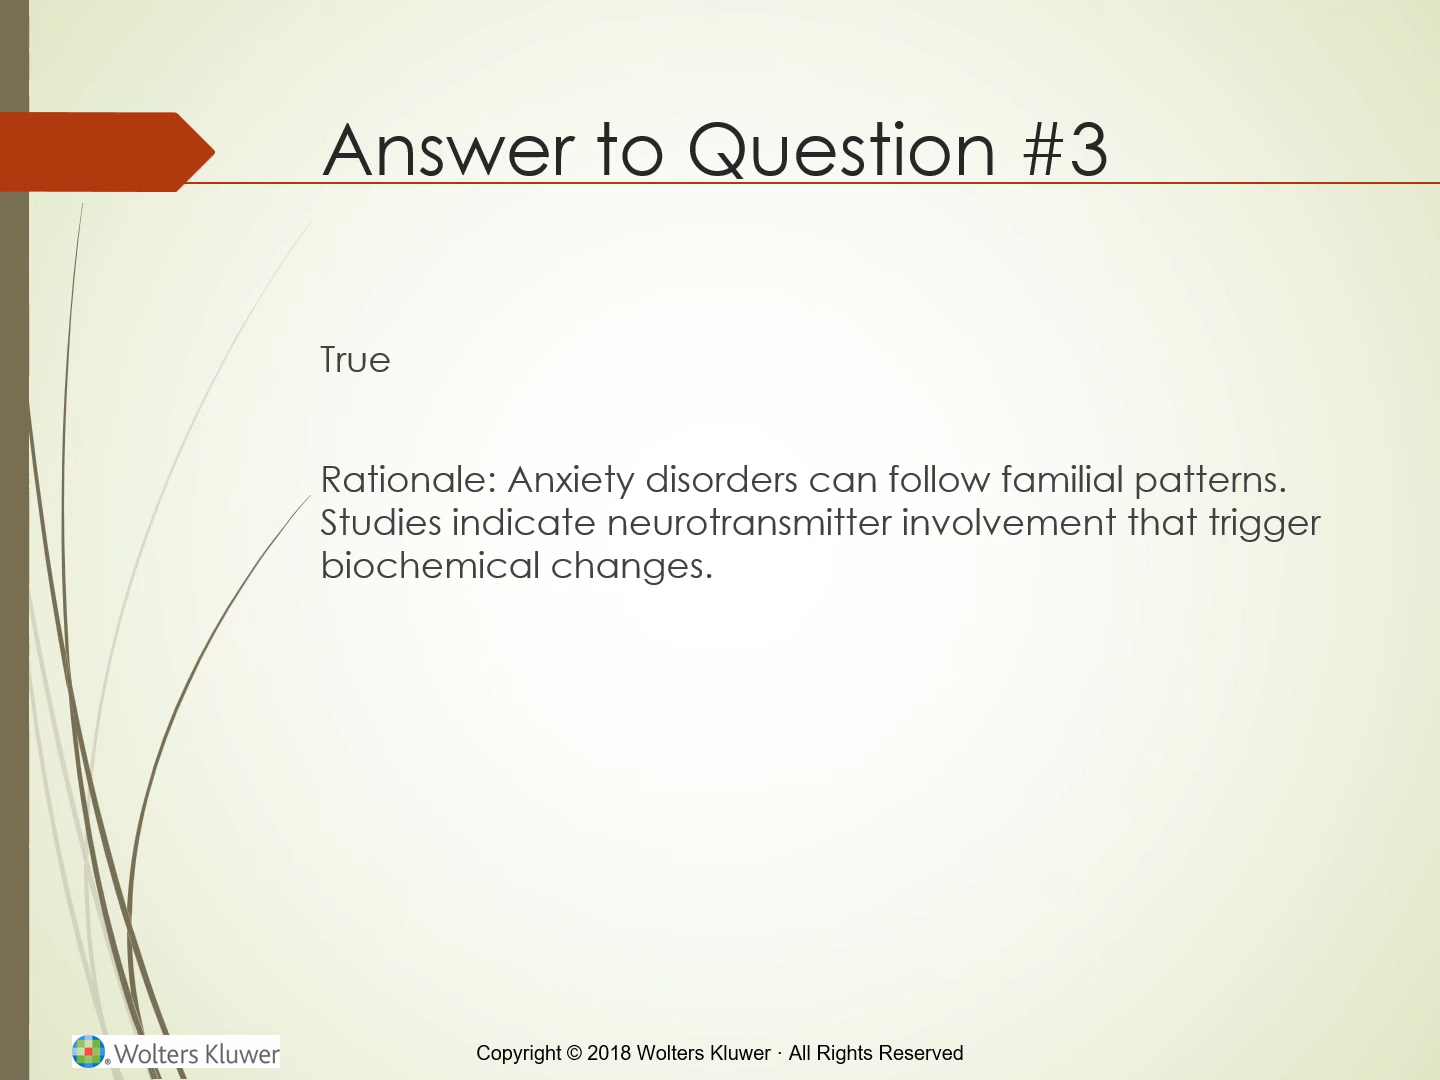 Answer to Question #3
True
Rationale: Anxiety disorders can follow familial patterns.
Studies indicate neurotransmitter involvement that trigger
biochemical changes.
® Wolters Kluwer
Copyright © 2018 Wolters Kluwer · All Rights Reserved